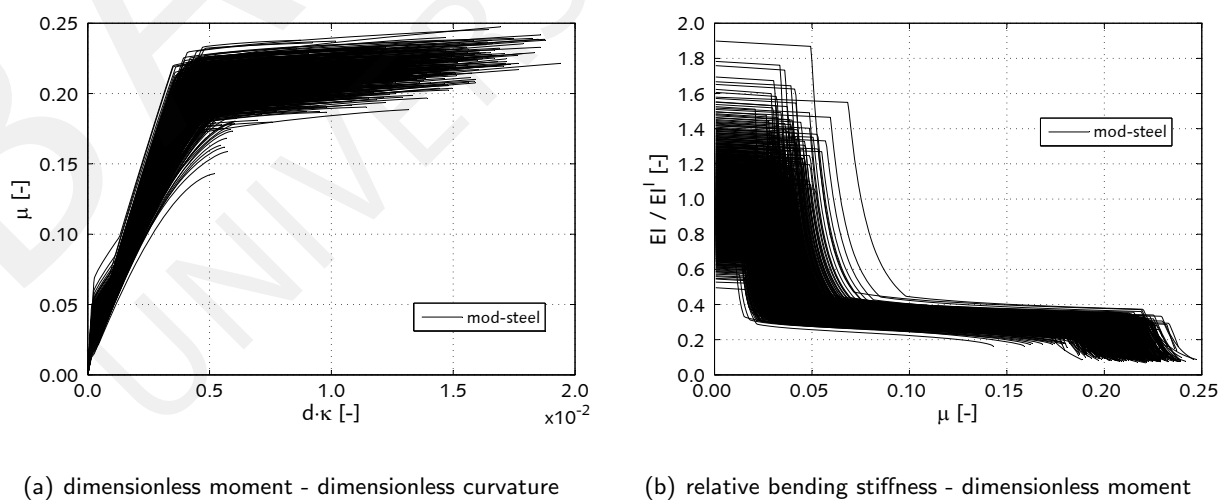 0.25
0.20
0.15
0.10
0.05
0.00
μ [-]
0.0 0.5 1.0 1.5 2.0
x10-2
d·κ [-]
mod-steel
(a) dimensionless moment - dimensionless curvature
2.0
1.8
1.6
1.4
1.2
1.0
0.8
0.6
0.4
0.2
0.0
EI / EI^I [-]
0.00 0.05 0.10 0.15 0.20 0.25
μ [-]
mod-steel
(b) relative bending stiffness - dimensionless moment
BA
UNIVERS